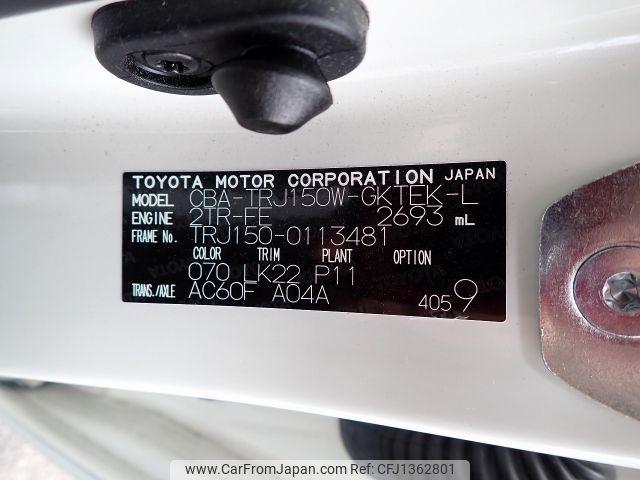 TOYOTA MOTOR CORPORATION JAPAN
MODEL CBA-TRJ150W-GKTEK-L
ENGINE 2TR-FE 2693 mL
FRAME No. TRJ150-0113481
COLOR TRIM PLANT OPTION
070 LK22 P11
TRANS./AXLE AC60F A04A 4059
www.CarFromJapan.com | © CarFromJapan - CFJ1362801